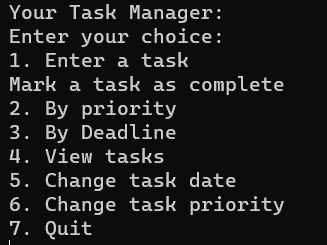 Your Task Manager:
Enter your choice:
1. Enter a task
Mark a task as complete
2. By priority
3. By Deadline
4. View tasks
5. Change task date
6. Change task priority
7. Quit